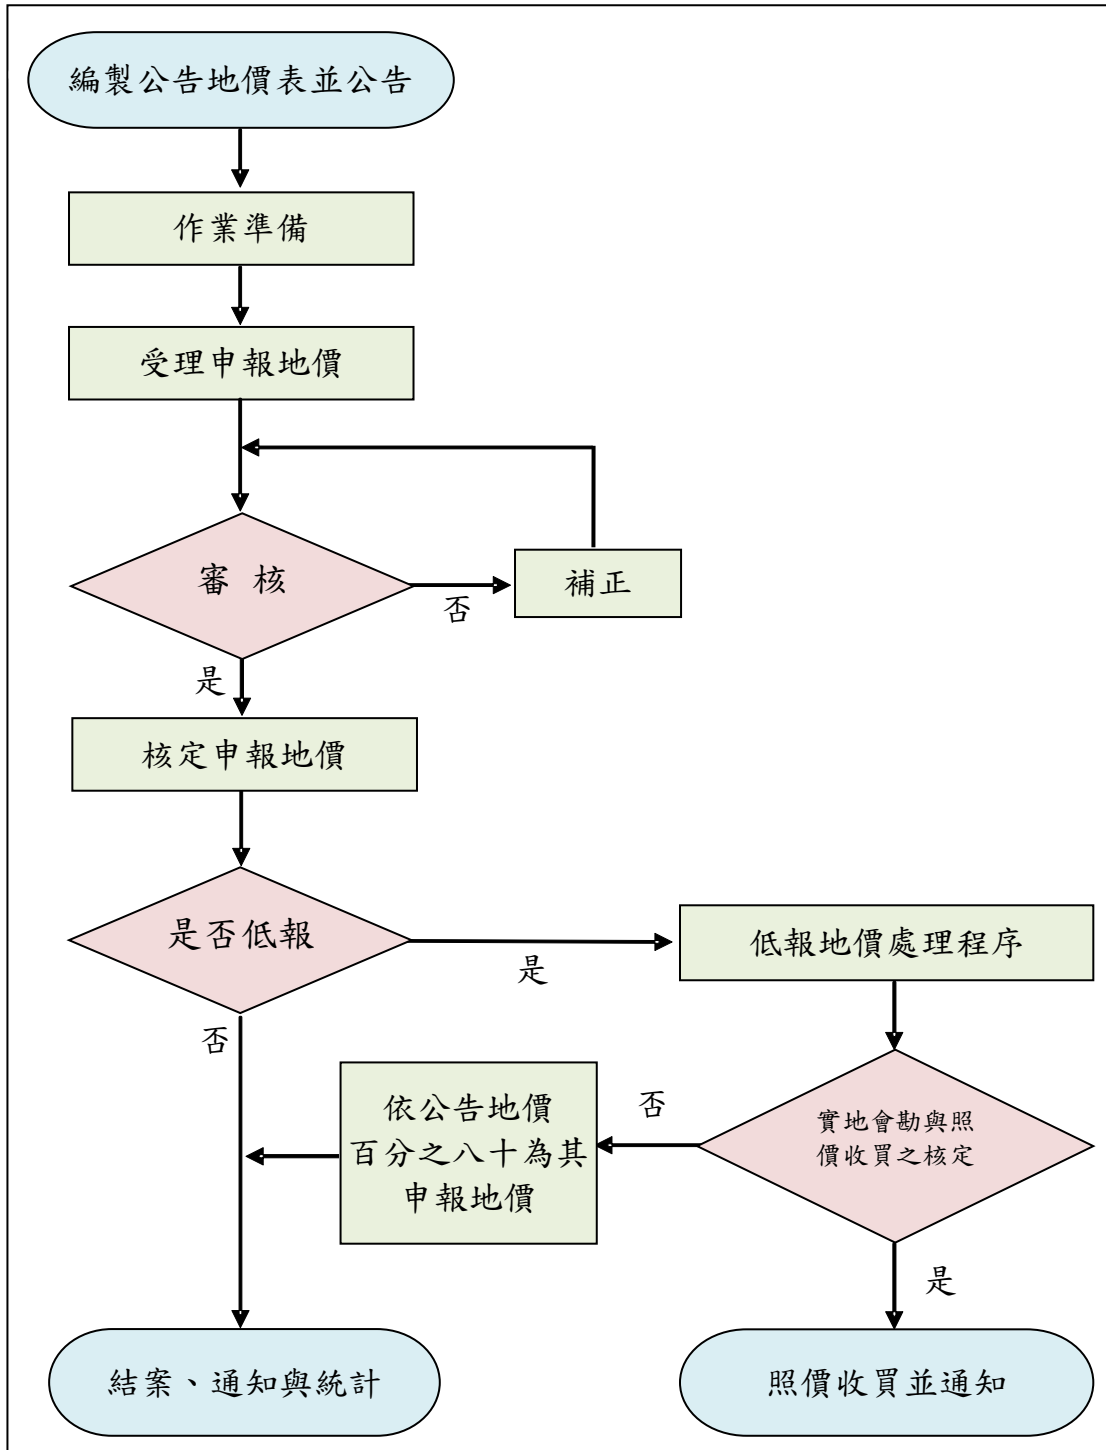 編製公告地價表並公告
作業準備
受理申報地價
審 核
否
補正
是
核定申報地價
是否低報
是
低報地價處理程序
否
依公告地價
百分之八十為其
申報地價
否
實地會勘與照
價收買之核定
是
結案、通知與統計
照價收買並通知